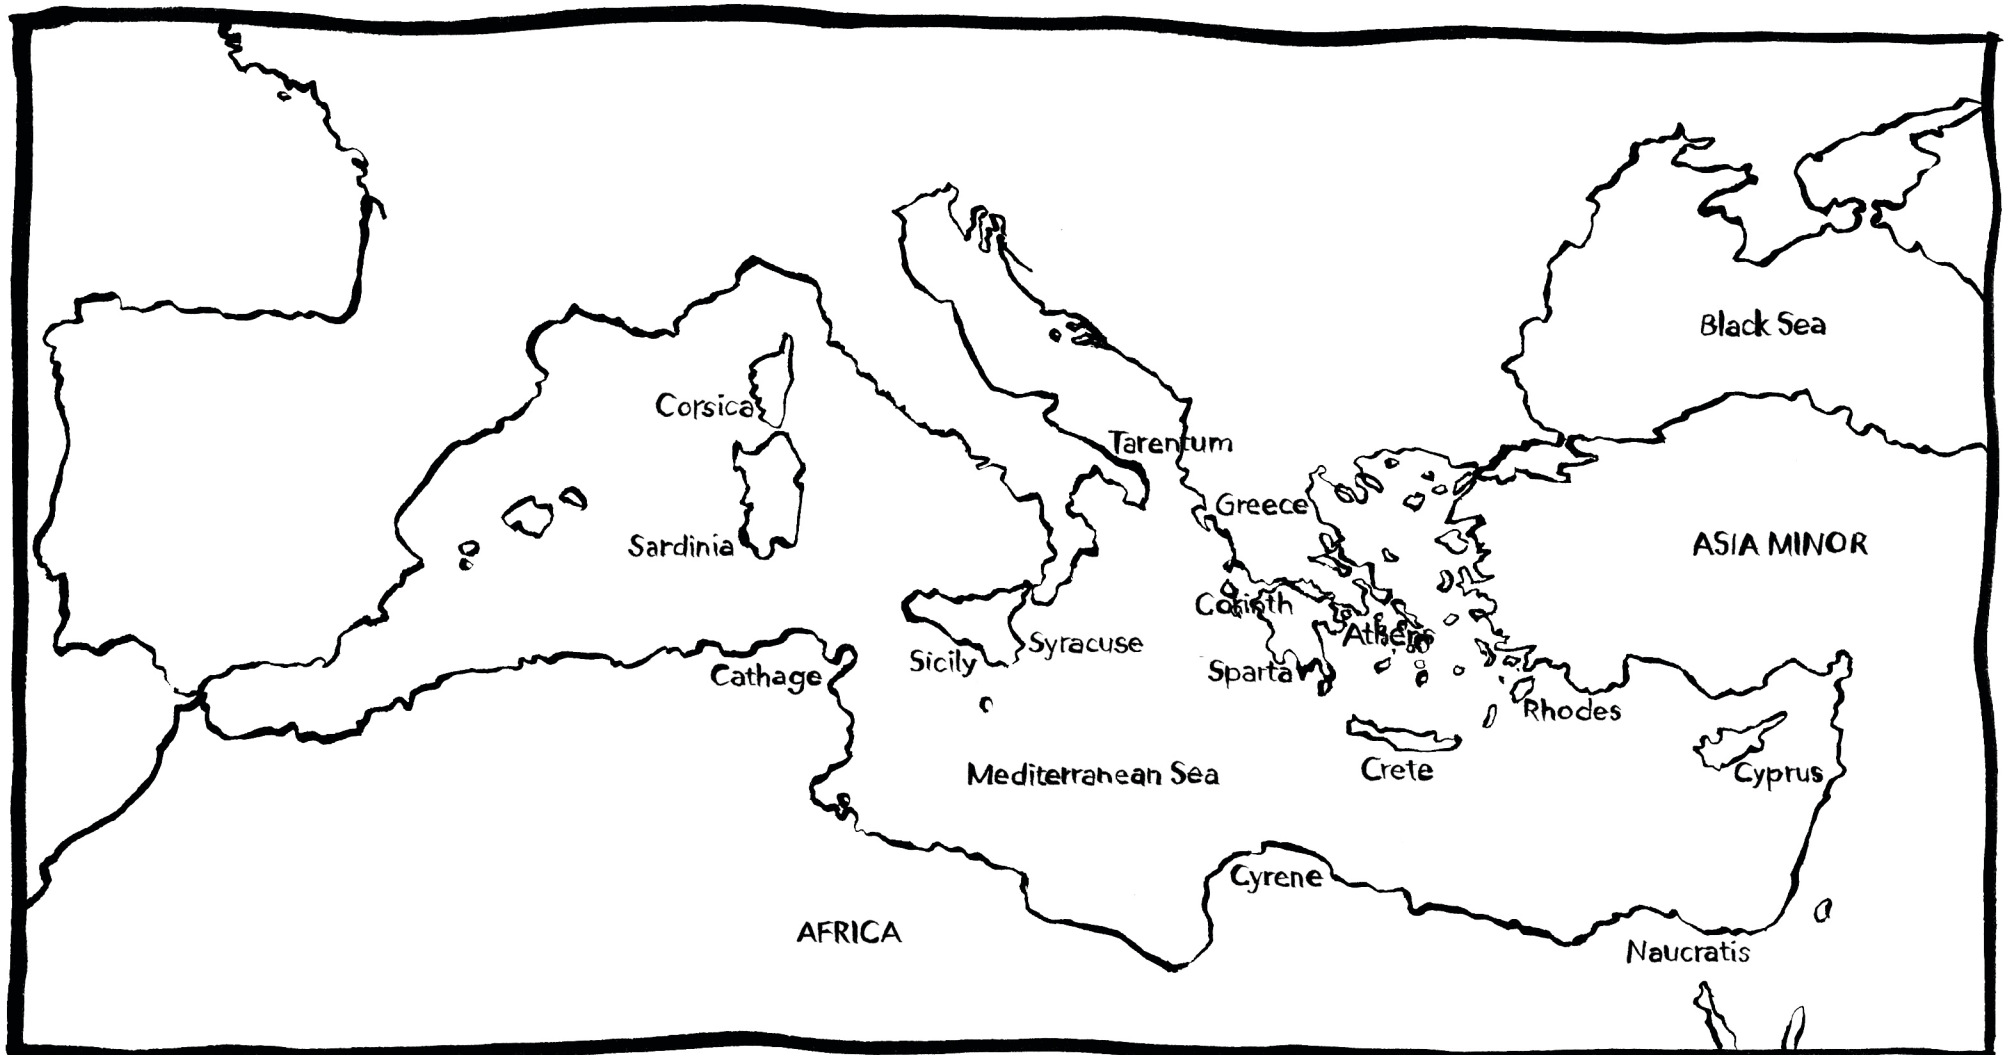 Black Sea
Corsica
Tarentum
Greece
Sardinia
ASIA MINOR
Corinth
Athens
Syracuse
Sicily
Sparta
Cathage
Rhodes
Mediterranean Sea
Crete
Cyprus
Cyrene
AFRICA
Naucratis